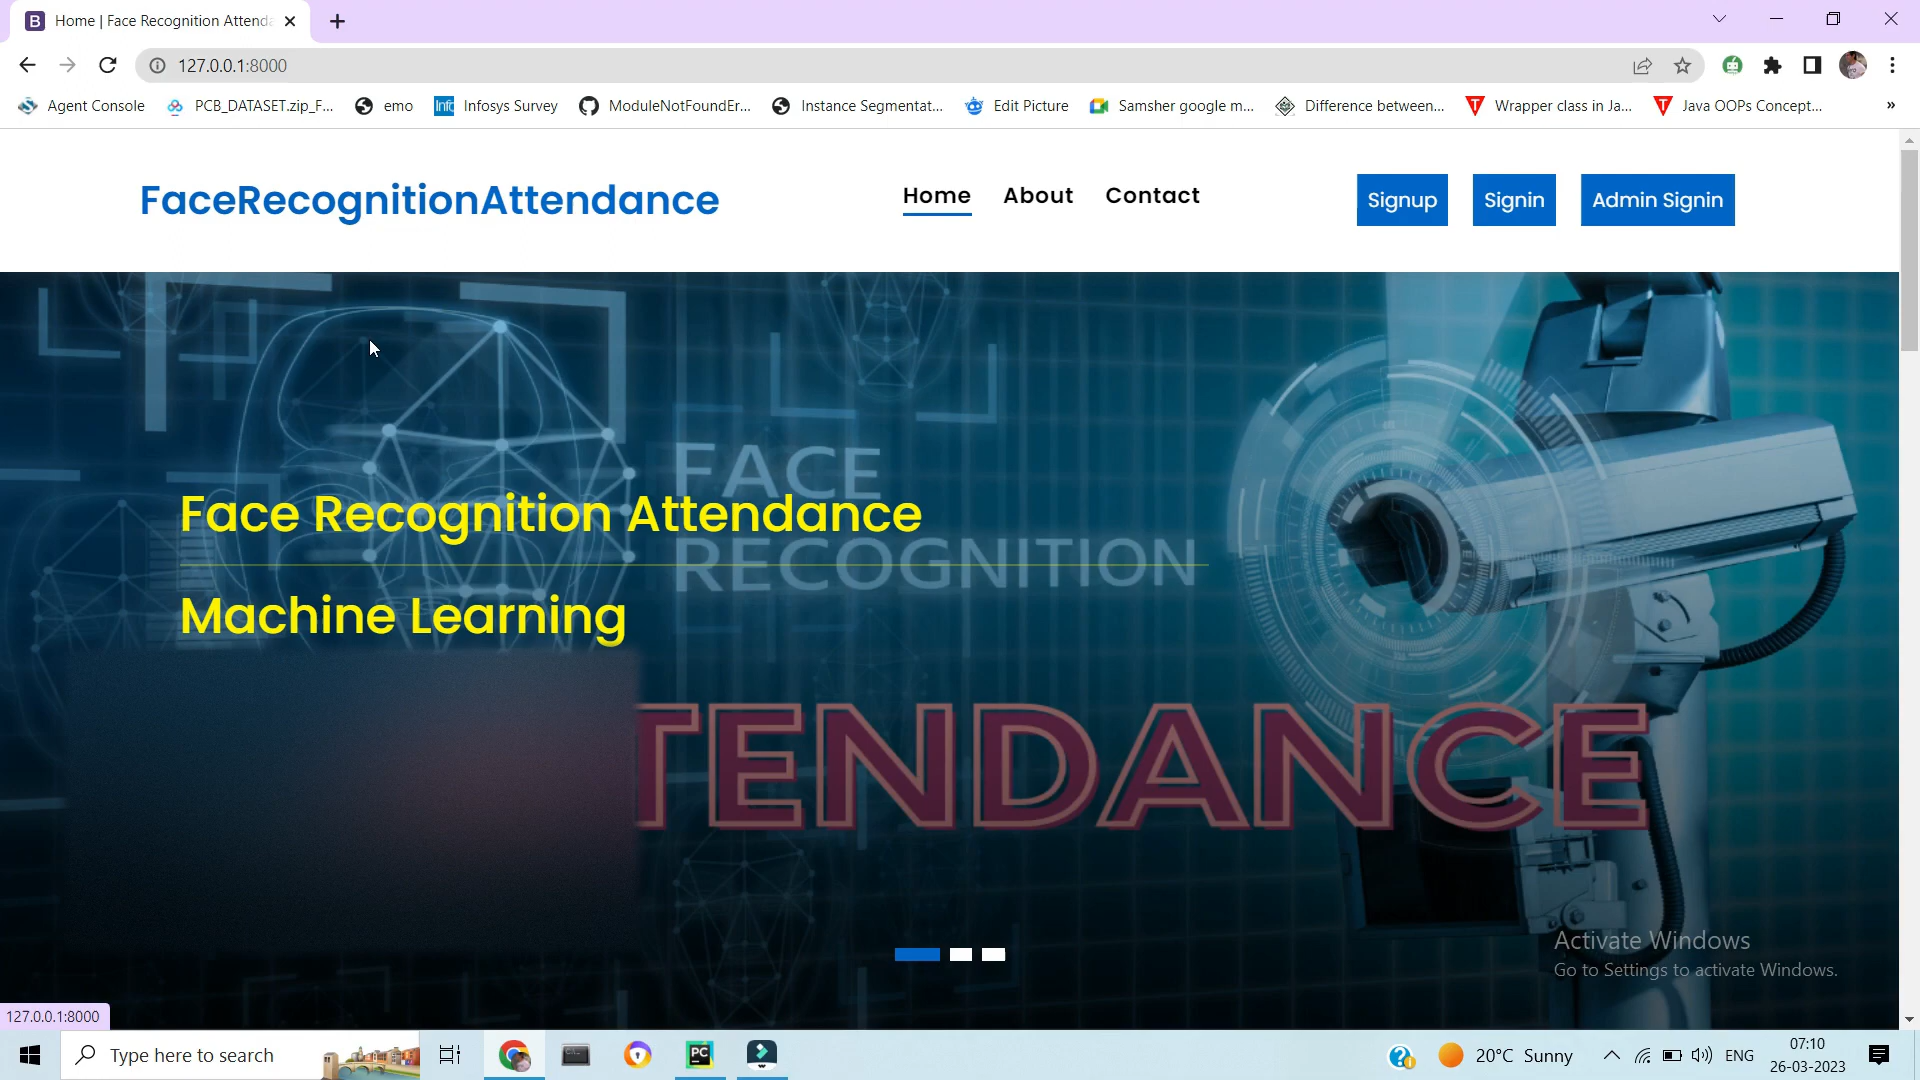 Home | Face Recognition Attenda
127.0.0.1:8000
Agent Console
PCB_DATASET.zip_F...
emo
Infosys Survey
ModuleNotFoundEr...
Instance Segmentat...
Edit Picture
Samsher google m...
Difference between...
Wrapper class in Ja...
Java OOPs Concept...
»
FaceRecognitionAttendance
Home
About
Contact
Signup
Signin
Admin Signin
FACE
RECOGNITION
Face Recognition Attendance
Machine Learning
TENDANCE
Activate Windows
Go to Settings to activate Windows.
127.0.0.1:8000
Type here to search
20°C Sunny
ENG
07:10
26-03-2023